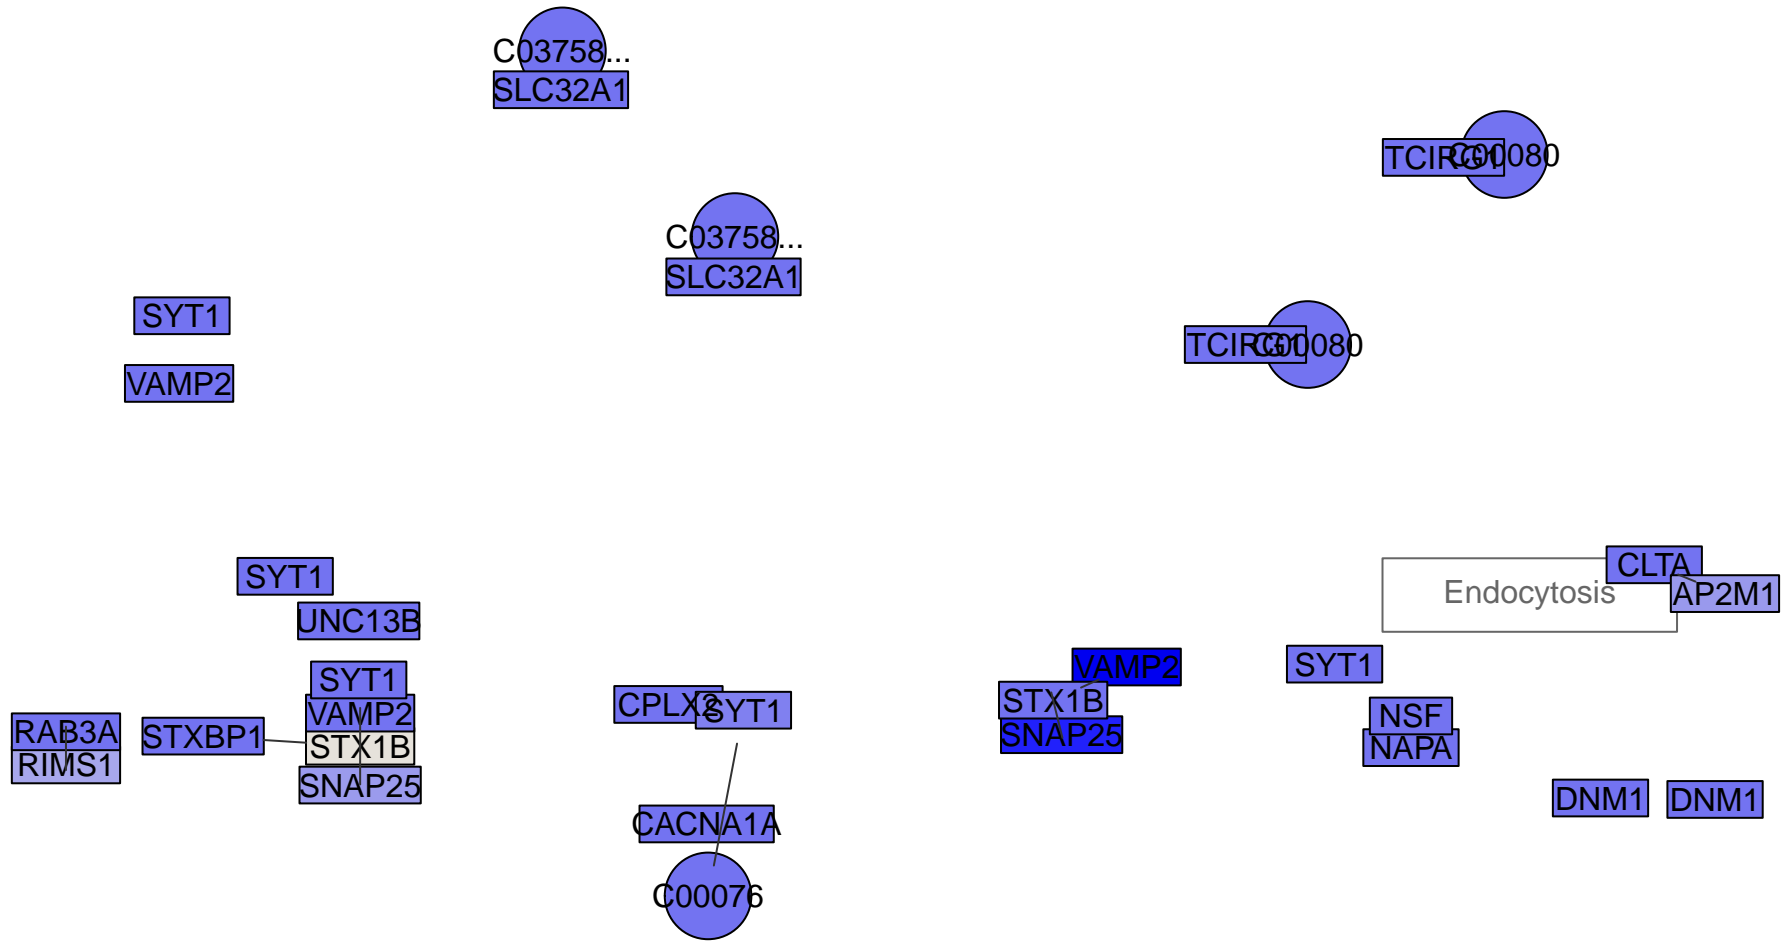 C03758...
SLC32A1
TCIRG1
C00080
C03758...
SLC32A1
SYT1
TCIRG1
C00080
VAMP2
SYT1
CLTA
Endocytosis
AP2M1
UNC13B
SYT1
VAMP2
SYT1
CPLX2
SYT1
STX1B
VAMP2
NSF
RAB3A
STXBP1
STX1B
SNAP25
NAPA
RIMS1
SNAP25
DNM1
DNM1
CACNA1A
C00076